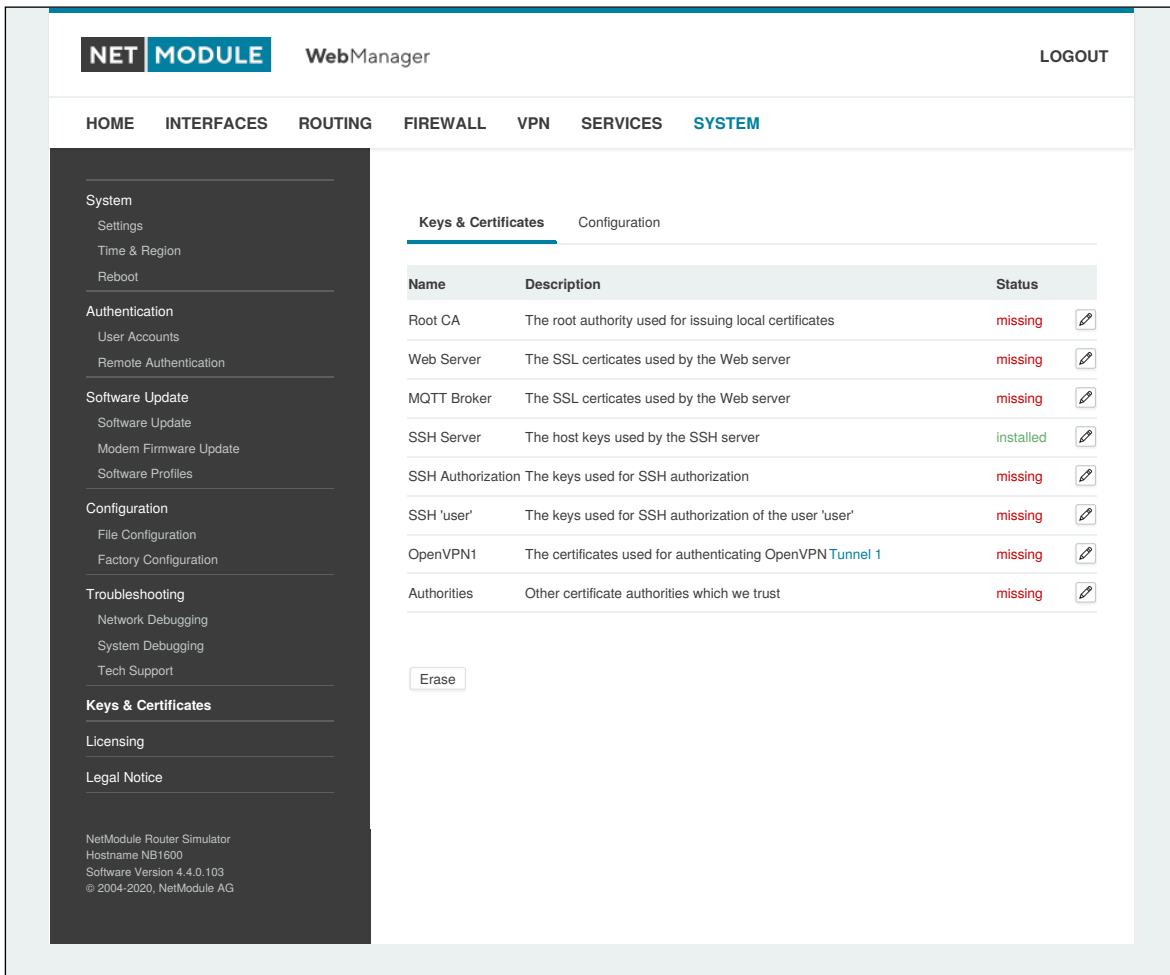 NET MODULE WebManager LOGOUT
HOME INTERFACES ROUTING FIREWALL VPN SERVICES SYSTEM
System
Settings
Time & Region
Reboot
Authentication
User Accounts
Remote Authentication
Software Update
Software Update
Modem Firmware Update
Software Profiles
Configuration
File Configuration
Factory Configuration
Troubleshooting
Network Debugging
System Debugging
Tech Support
Keys & Certificates
Licensing
Legal Notice
NetModule Router Simulator
Hostname NB1600
Software Version 4.4.0.103
© 2004-2020, NetModule AG
Keys & Certificates Configuration
Name Description Status
Root CA The root authority used for issuing local certificates missing
Web Server The SSL certicates used by the Web server missing
MQTT Broker The SSL certicates used by the Web server missing
SSH Server The host keys used by the SSH server installed
SSH Authorization The keys used for SSH authorization missing
SSH 'user' The keys used for SSH authorization of the user 'user' missing
OpenVPN1 The certificates used for authenticating OpenVPN Tunnel 1 missing
Authorities Other certificate authorities which we trust missing
Erase